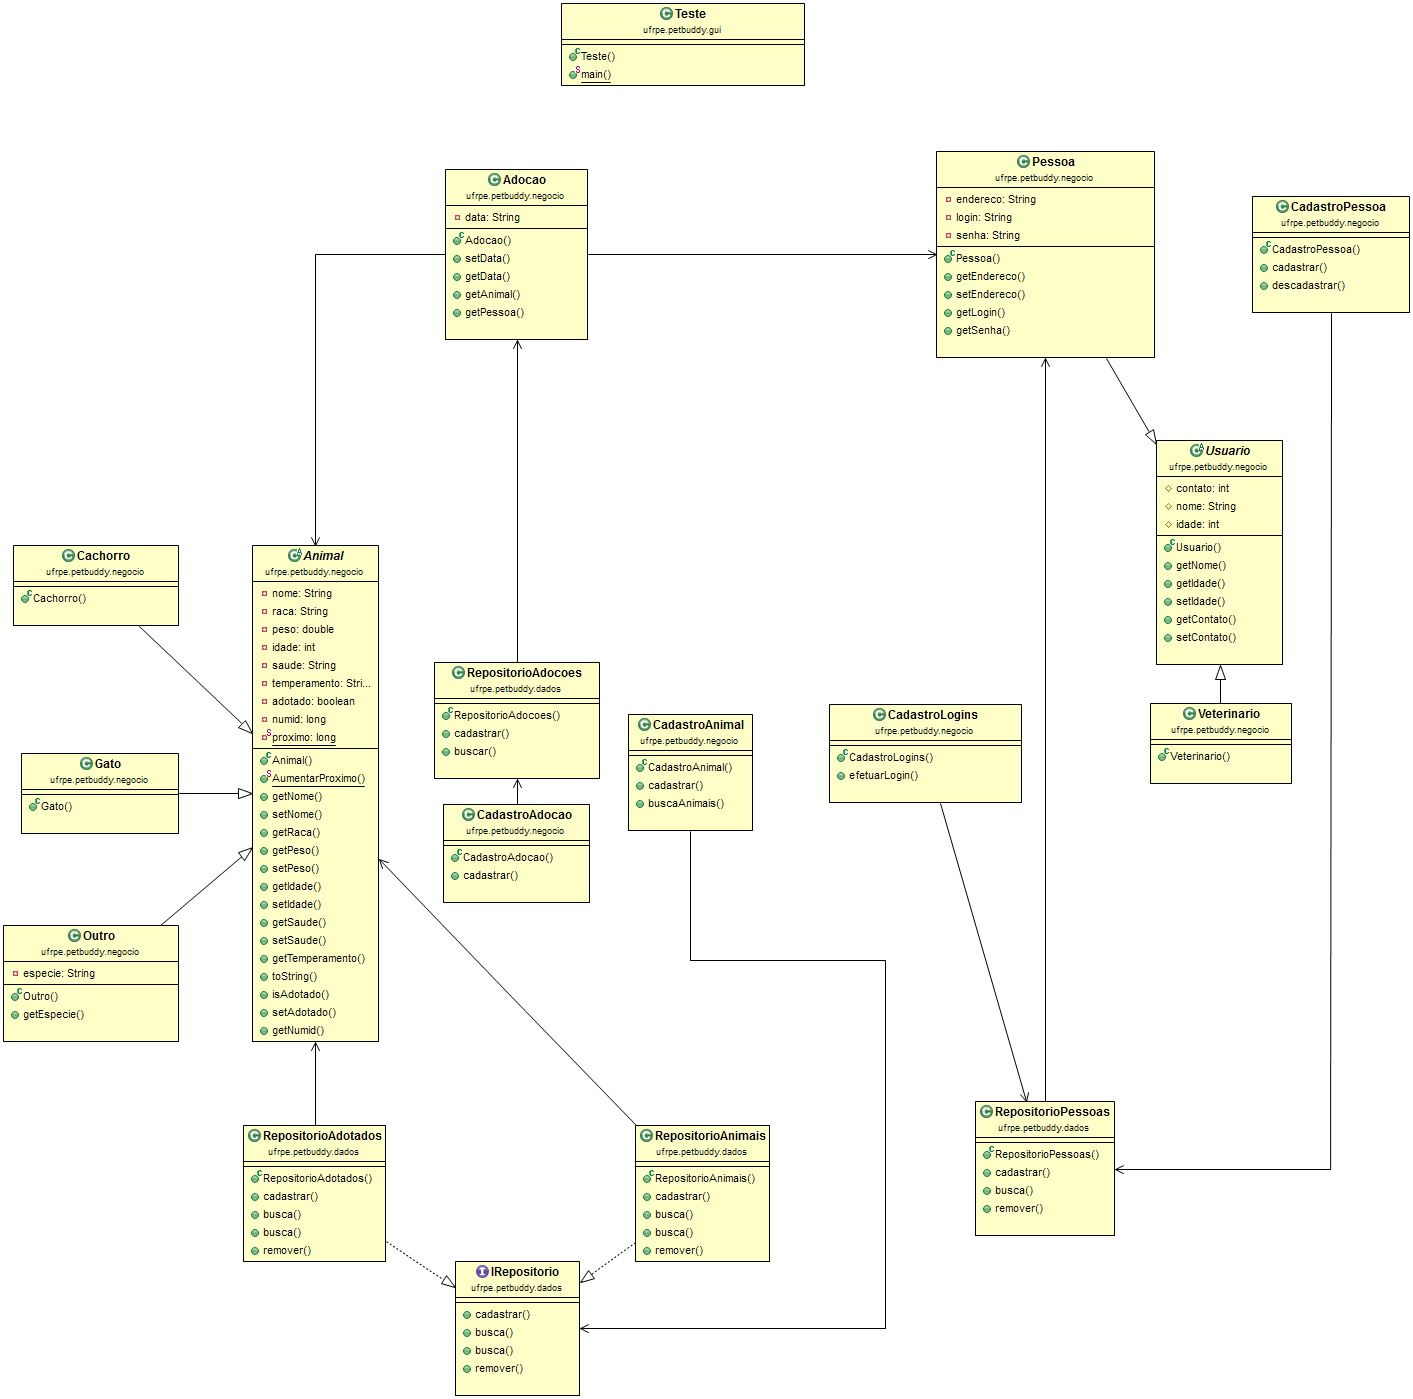 Teste
ufrpe.petbuddy.gui
Teste()
main()
Adocao
ufrpe.petbuddy.negocio
data: String
Adocao()
setData()
getData()
getAnimal()
getPessoa()
Pessoa
ufrpe.petbuddy.negocio
endereco: String
login: String
senha: String
Pessoa()
getEndereco()
setEndereco()
getLogin()
getSenha()
CadastroPessoa
ufrpe.petbuddy.negocio
CadastroPessoa()
cadastrar()
descadastrar()
Usuario
ufrpe.petbuddy.negocio
contato: int
nome: String
idade: int
Usuario()
getNome()
getIdade()
setIdade()
getContato()
setContato()
Cachorro
ufrpe.petbuddy.negocio
Cachorro()
Animal
ufrpe.petbuddy.negocio
nome: String
raca: String
peso: double
idade: int
saude: String
temperamento: Stri...
adotado: boolean
numid: long
proximo: long
Animal()
AumentarProximo()
getNome()
setNome()
getRaca()
getPeso()
setPeso()
getIdade()
setIdade()
getSaude()
setSaude()
getTemperamento()
toString()
isAdotado()
setAdotado()
getNumid()
Gato
ufrpe.petbuddy.negocio
Gato()
Outro
ufrpe.petbuddy.negocio
especie: String
Outro()
getEspecie()
RepositorioAdocoes
ufrpe.petbuddy.dados
RepositorioAdocoes()
cadastrar()
buscar()
CadastroAdocao
ufrpe.petbuddy.negocio
CadastroAdocao()
cadastrar()
CadastroAnimal
ufrpe.petbuddy.negocio
CadastroAnimal()
cadastrar()
buscaAnimais()
CadastroLogins
ufrpe.petbuddy.negocio
CadastroLogins()
efetuarLogin()
Veterinario
ufrpe.petbuddy.negocio
Veterinario()
RepositorioAdotados
ufrpe.petbuddy.dados
RepositorioAdotados()
cadastrar()
busca()
busca()
remover()
RepositorioAnimais
ufrpe.petbuddy.dados
RepositorioAnimais()
cadastrar()
busca()
busca()
remover()
RepositorioPessoas
ufrpe.petbuddy.dados
RepositorioPessoas()
cadastrar()
busca()
remover()
IRepositorio
ufrpe.petbuddy.dados
cadastrar()
busca()
busca()
remover()